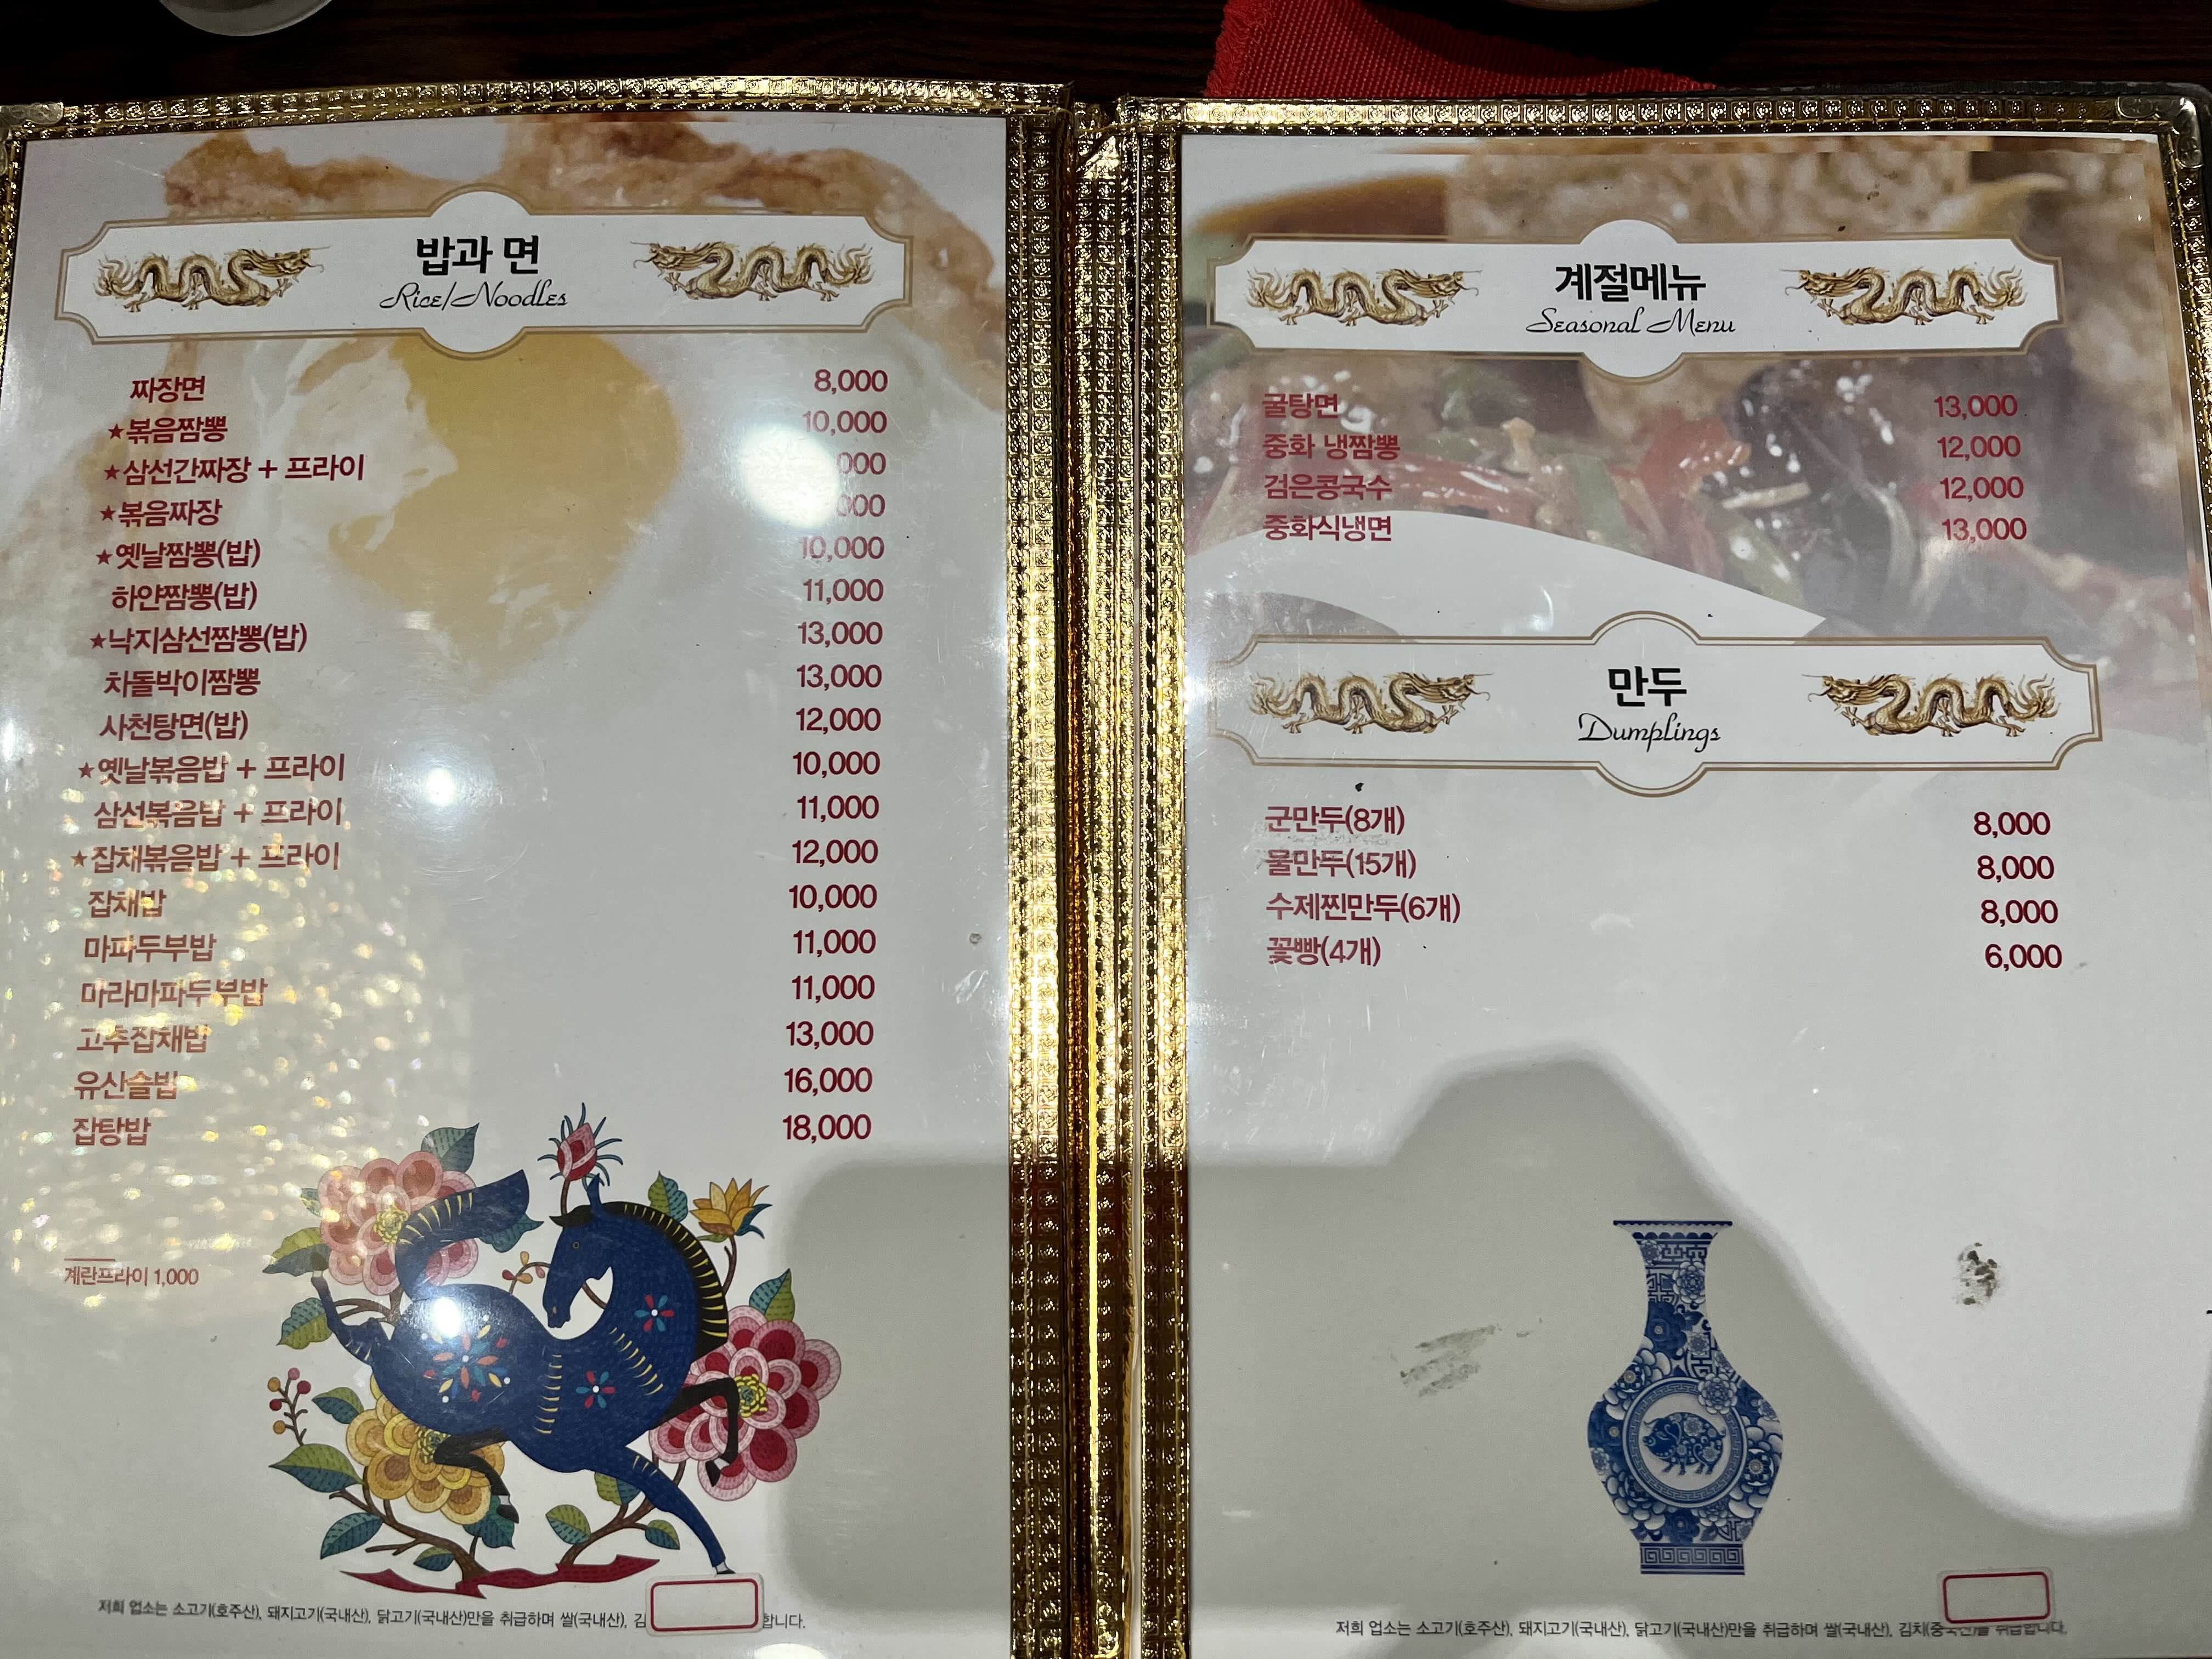 밥과 면
Rice/Noodles
짜장면 8,000
★볶음짬뽕 10,000
★삼선간짜장 + 프라이 000
★볶음짜장 000
★옛날짬뽕(밥) 10,000
하얀짬뽕(밥) 11,000
★낙지삼선짬뽕(밥) 13,000
차돌박이짬뽕 13,000
사천탕면(밥) 12,000
★옛날볶음밥 + 프라이 10,000
삼선볶음밥 + 프라이 11,000
★잡채볶음밥 + 프라이 12,000
잡채밥 10,000
마파두부밥 11,000
마라마파두부밥 11,000
고추잡채밥 13,000
유산슬밥 16,000
잡탕밥 18,000
계란프라이 1,000
저희 업소는 소고기(호주산), 돼지고기(국내산), 닭고기(국내산)만을 취급하며 쌀(국내산), 김 합니다.
계절메뉴
Seasonal Menu
굴탕면 13,000
중화 냉짬뽕 12,000
검은콩국수 12,000
중화식냉면 13,000
만두
Dumplings
군만두(8개) 8,000
물만두(15개) 8,000
수제찐만두(6개) 8,000
꽃빵(4개) 6,000
저희 업소는 소고기(호주산), 돼지고기(국내산), 닭고기(국내산)만을 취급하며 쌀(국내산), 김치(중국산)을 취급합니다.